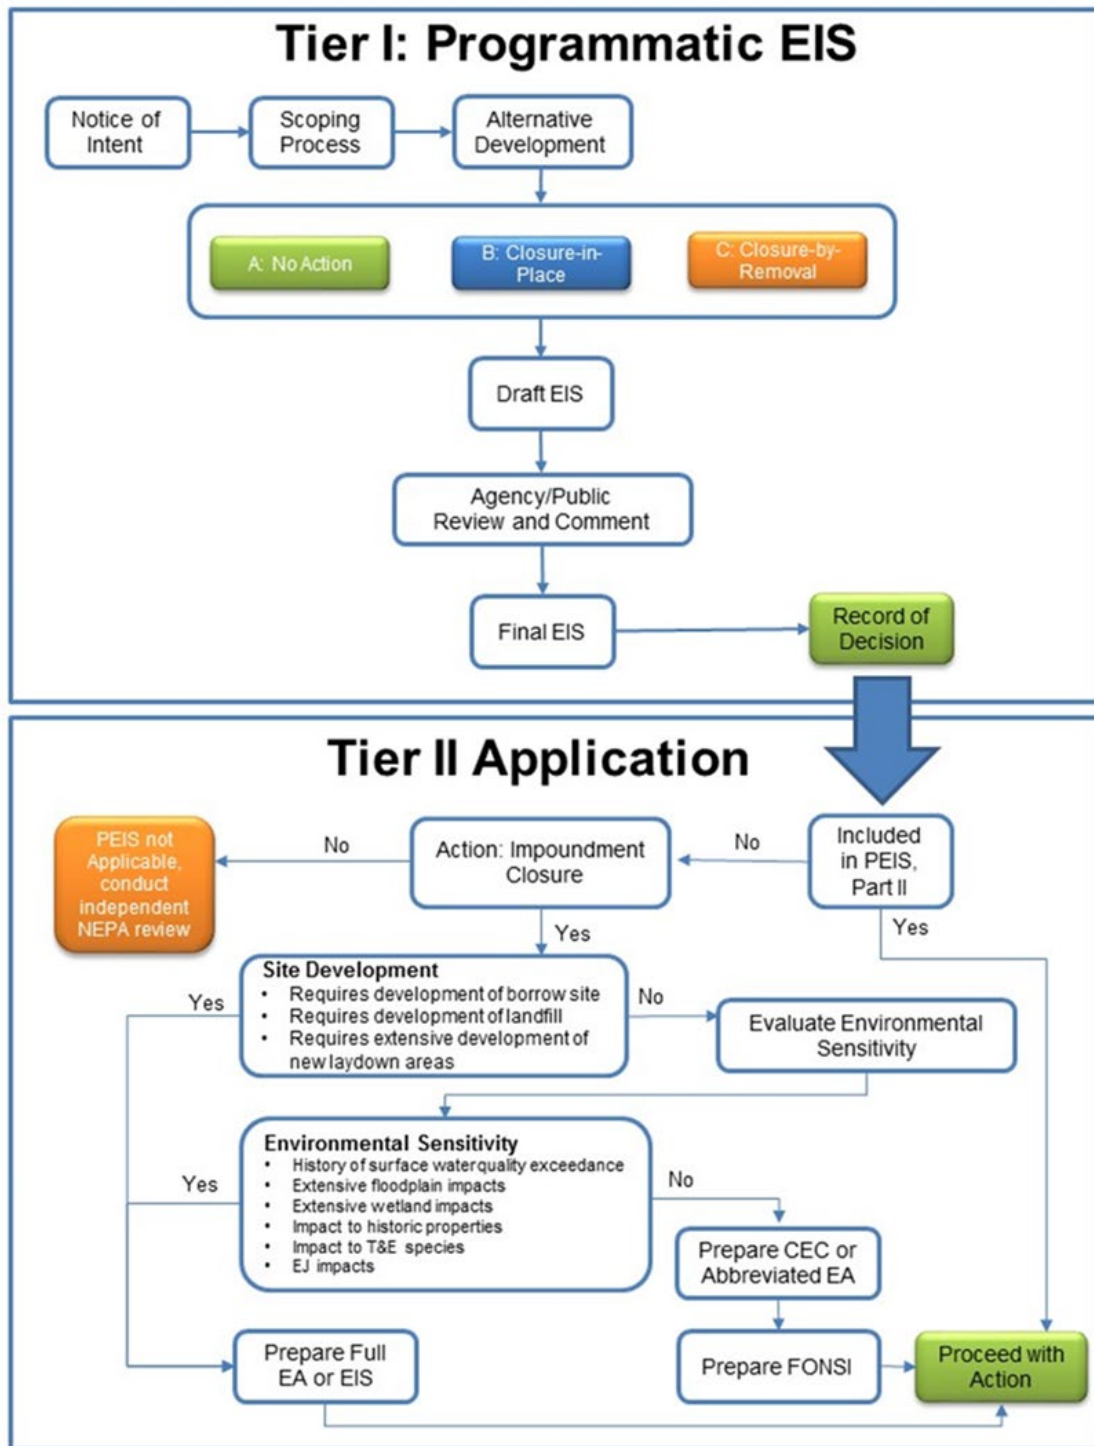 Tier I: Programmatic EIS
Notice of
Intent
Scoping
Process
Alternative
Development
A: No Action
B: Closure-in-
Place
C: Closure-by-
Removal
Draft EIS
Agency/Public
Review and Comment
Final EIS
Record of
Decision
Tier II Application
PEIS not
Applicable,
conduct
independent
NEPA review
No
Action: Impoundment
Closure
No
Included
in PEIS,
Part II
Yes
Yes
Site Development
• Requires development of borrow site
• Requires development of landfill
• Requires extensive development of
new laydown areas
Yes
No
Evaluate Environmental
Sensitivity
Environmental Sensitivity
• History of surface water quality exceedance
• Extensive floodplain impacts
• Extensive wetland impacts
• Impact to historic properties
• Impact to T&E species
• EJ impacts
Yes
No
Prepare CEC or
Abbreviated EA
Prepare Full
EA or EIS
Prepare FONSI
Proceed with
Action